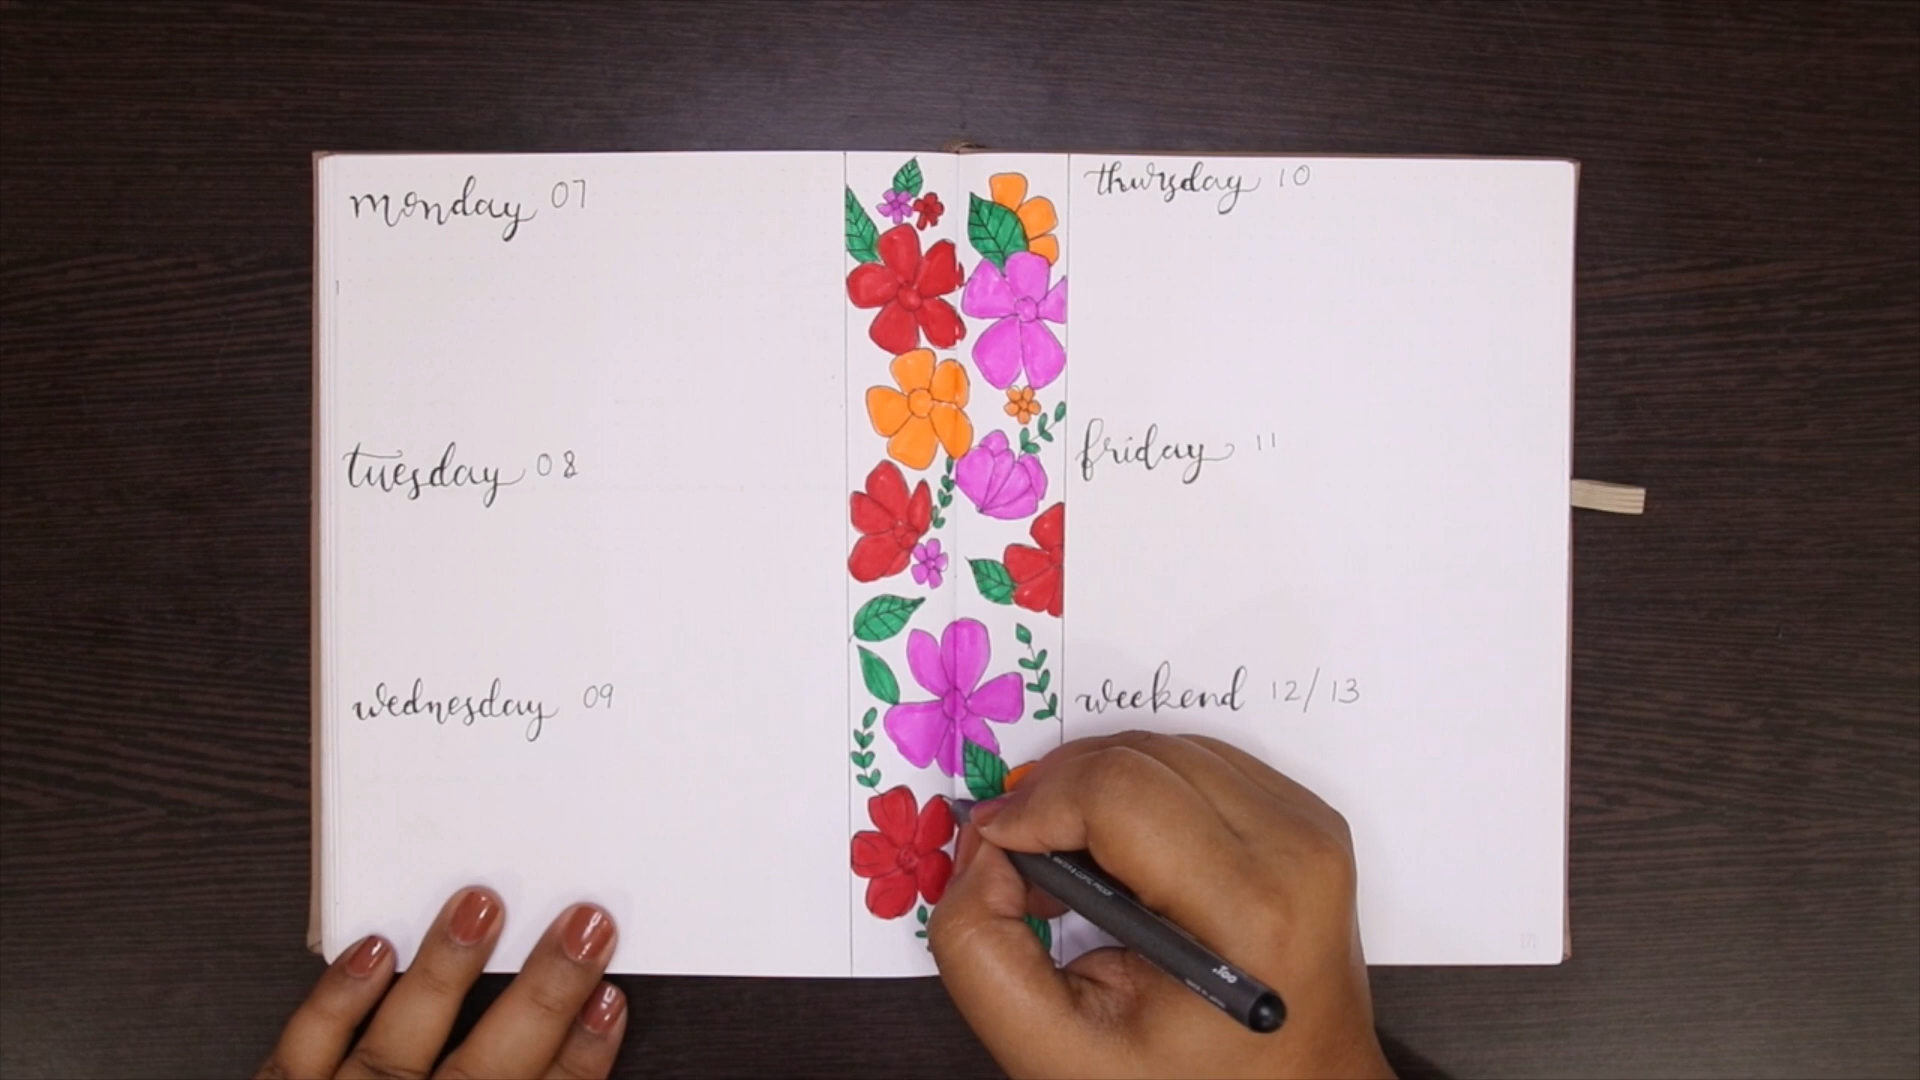 monday 07
tuesday 08
wednesday 09
thursday 10
friday 11
weekend 12/13